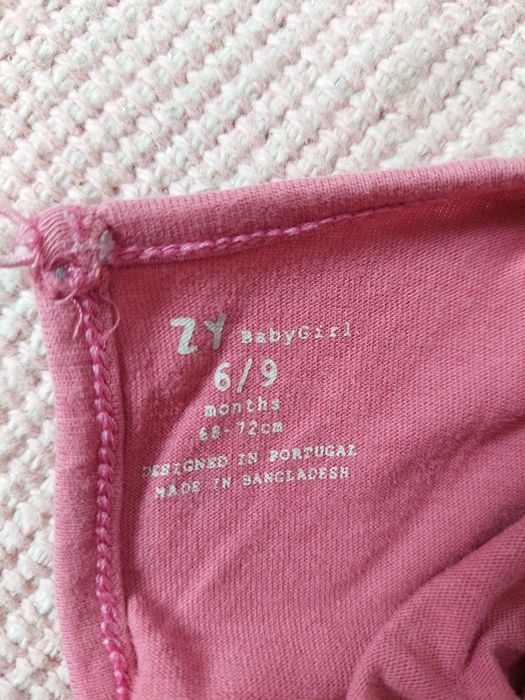 ZY BabyGirl
6/9
months
68-72cm
DESIGNED IN PORTUGAL
MADE IN BANGLADESH